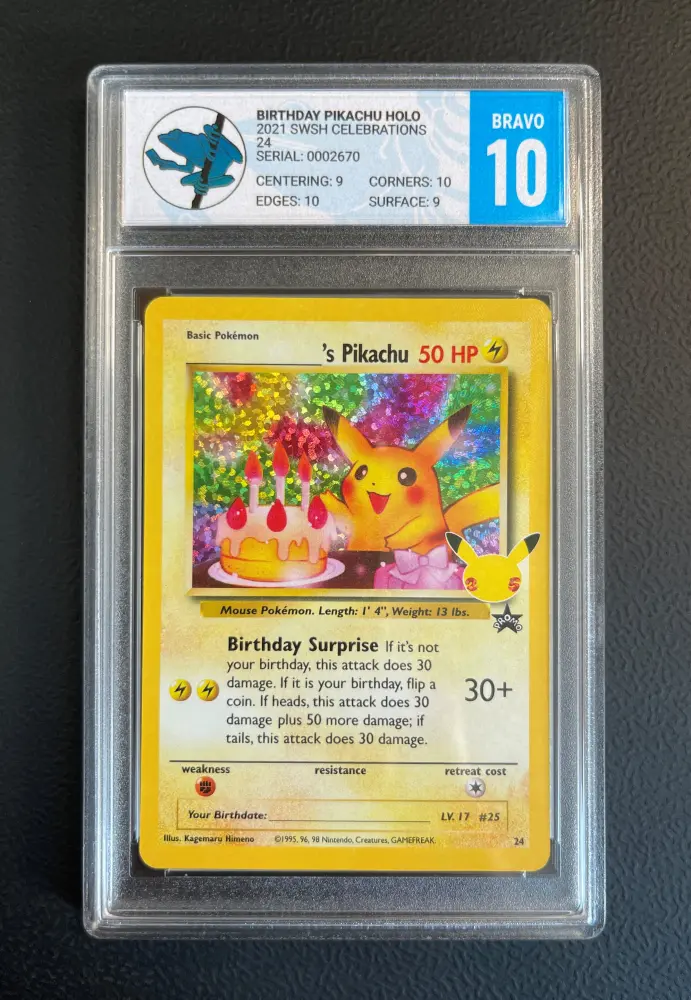 BIRTHDAY PIKACHU HOLO
2021 SWSH CELEBRATIONS
24
SERIAL: 0002670
CENTERING: 9 CORNERS: 10
EDGES: 10 SURFACE: 9
BRAVO
10
Basic Pokémon
's Pikachu 50 HP
Mouse Pokémon. Length: 1' 4", Weight: 13 lbs.
PROMO
Birthday Surprise If it's not
your birthday, this attack does 30
damage. If it is your birthday, flip a
coin. If heads, this attack does 30
damage plus 50 more damage; if
tails, this attack does 30 damage.
30+
weakness resistance retreat cost
Your Birthdate: LV. 17 #25
Illus. Kagemaru Himeno ©1995, 96, 98 Nintendo, Creatures, GAMEFREAK. 24